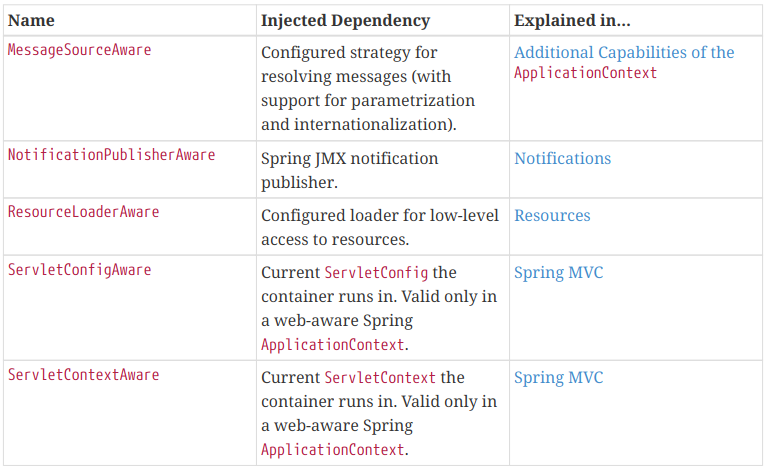 Name Injected Dependency Explained in…
MessageSourceAware
Configured strategy for
resolving messages (with
support for parametrization
and internationalization).
Additional Capabilities of the
ApplicationContext
NotificationPublisherAware
Spring JMX notification
publisher.
Notifications
ResourceLoaderAware
Configured loader for low-level
access to resources.
Resources
ServletConfigAware
Current ServletConfig the
container runs in. Valid only in
a web-aware Spring
ApplicationContext.
Spring MVC
ServletContextAware
Current ServletContext the
container runs in. Valid only in
a web-aware Spring
ApplicationContext.
Spring MVC